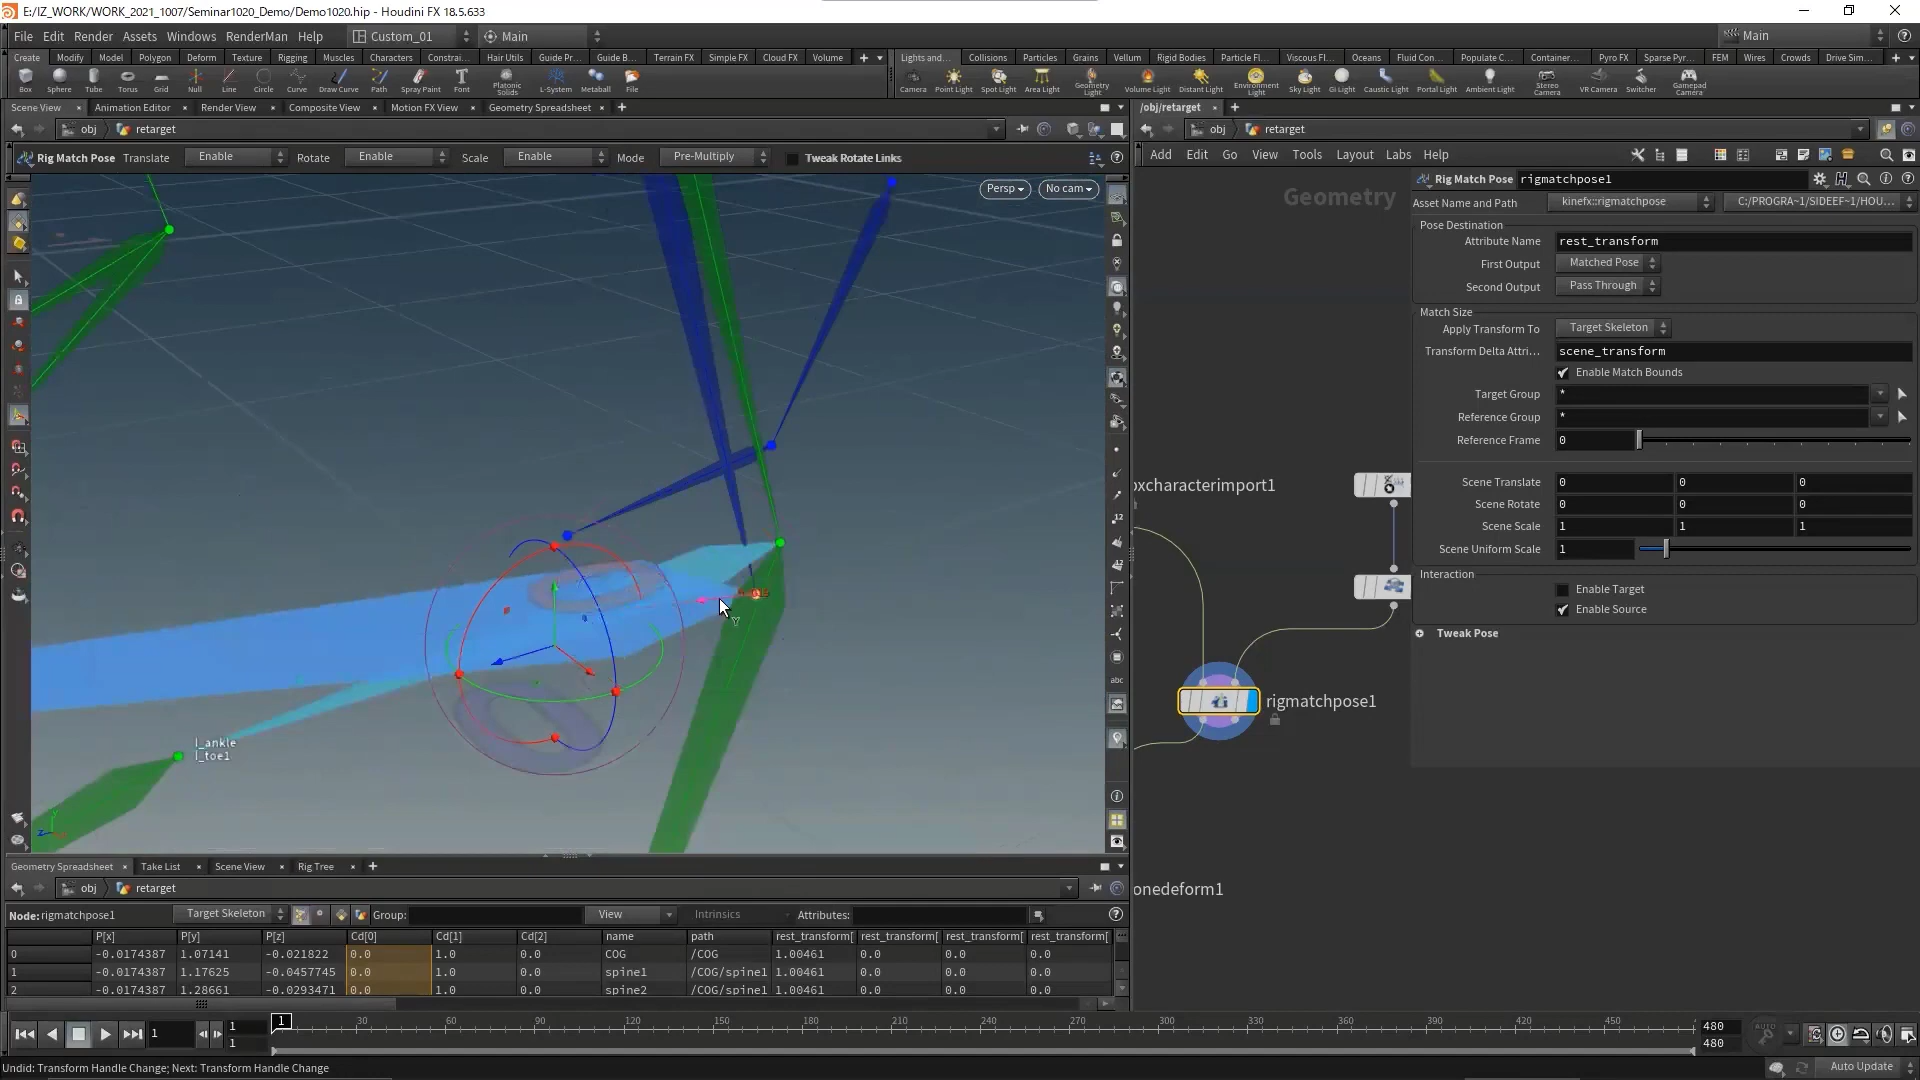 E:/IZ_WORK/WORK_2021_1007/Seminar1020_Demo/Demo1020.hip - Houdini FX 18.5.633
File Edit Render Assets Windows RenderMan Help Custom_01 Main Main
Create Modify Model Polygon Deform Texture Rigging Muscles Characters Constrai... Hair Utils Guide Pr... Guide B... Terrain FX Simple FX Cloud FX Volume
Lights and... Collisions Particles Grains Vellum Rigid Bodies Particle Fl... Viscous Fl... Oceans Fluid Con... Populate C... Container... Pyro FX Sparse Pyr... FEM Wires Crowds Drive Sim...
Box Sphere Tube Torus Grid Null Line Circle Curve Draw Curve Path Spray Paint Font Platonic Solids L-System Metaball File
Camera Point Light Spot Light Area Light Geometry Light Volume Light Distant Light Environment Light Sky Light GI Light Caustic Light Portal Light Ambient Light Stereo Camera VR Camera Switcher Gamepad Camera
Scene View Animation Editor Render View Composite View Motion FX View Geometry Spreadsheet
/obj/retarget
obj retarget
obj retarget
Rig Match Pose Translate Enable Rotate Enable Scale Enable Mode Pre-Multiply Tweak Rotate Links
Add Edit Go View Tools Layout Labs Help
Persp No cam
Geometry
Rig Match Pose rigmatchpose1
Asset Name and Path kinefx::rigmatchpose C:/PROGRA~1/SIDEEF~1/HOU...
Pose Destination
Attribute Name rest_transform
First Output Matched Pose
Second Output Pass Through
Match Size
Apply Transform To Target Skeleton
Transform Delta Attri... scene_transform
Enable Match Bounds
Target Group *
Reference Group *
Reference Frame 0
Scene Translate 0 0 0
Scene Rotate 0 0 0
Scene Scale 1 1 1
Scene Uniform Scale 1
Interaction
Enable Target
Enable Source
Tweak Pose
oxcharacterimport1
rigmatchpose1
onedeform1
Y
l_ankle
l_toe1
12
abc
Geometry Spreadsheet Take List Scene View Rig Tree
obj retarget
Node: rigmatchpose1 Target Skeleton Group: View Intrinsics Attributes:
P[x] P[y] P[z] Cd[0] Cd[1] Cd[2] name path rest_transform[ rest_transform[ rest_transform[ rest_transform[
0 -0.0174387 1.07141 -0.021822 0.0 1.0 0.0 COG /COG 1.00461 0.0 0.0 0.0
1 -0.0174387 1.17625 -0.0457745 0.0 1.0 0.0 spine1 /COG/spine1 1.00461 0.0 0.0 0.0
2 -0.0174387 1.28661 -0.0293471 0.0 1.0 0.0 spine2 /COG/spine1 1.00461 0.0 0.0 0.0
1 1 1 1 30 60 90 120 150 180 210 240 270 300 330 360 390 420 450 480 480
Undid: Transform Handle Change; Next: Transform Handle Change
Auto Update